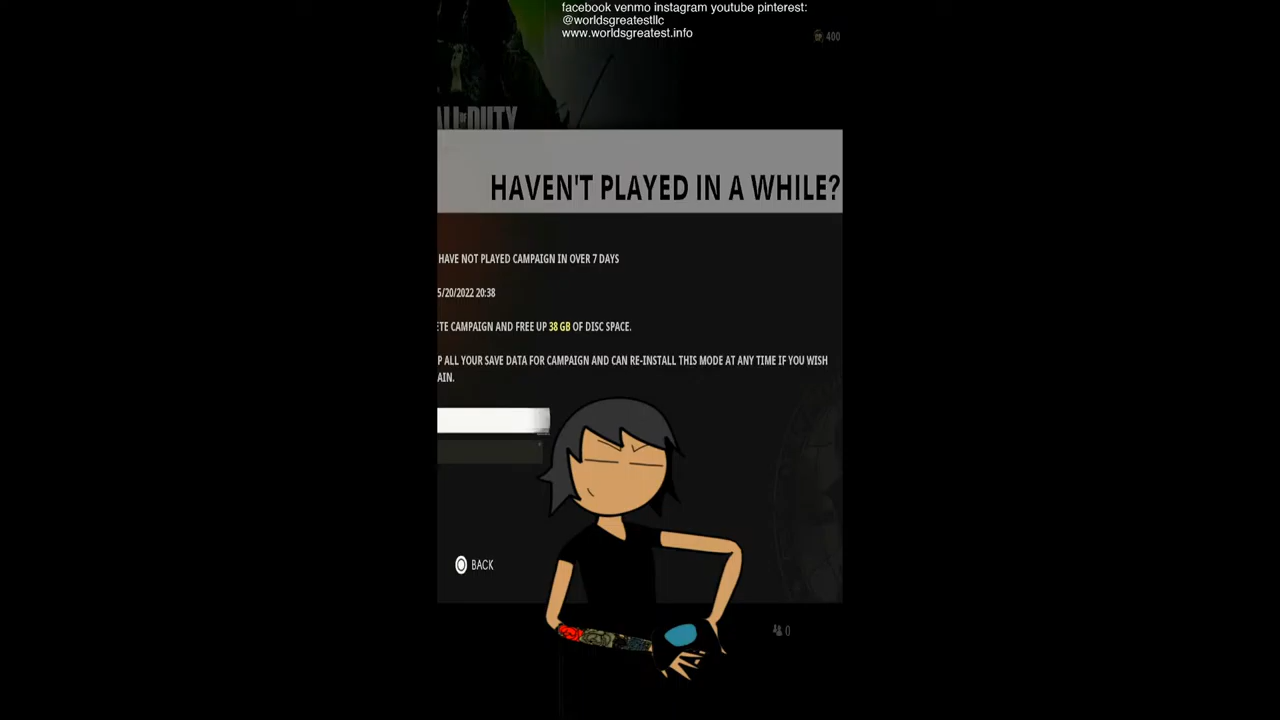 facebook venmo instagram youtube pinterest:
@worldsgreatestllc
www.worldsgreatest.info
400
ALL OF DUTY
HAVEN'T PLAYED IN A WHILE?
HAVE NOT PLAYED CAMPAIGN IN OVER 7 DAYS
5/20/2022 20:38
ETE CAMPAIGN AND FREE UP 38 GB OF DISC SPACE.
P ALL YOUR SAVE DATA FOR CAMPAIGN AND CAN RE-INSTALL THIS MODE AT ANY TIME IF YOU WISH
AIN.
BACK
0